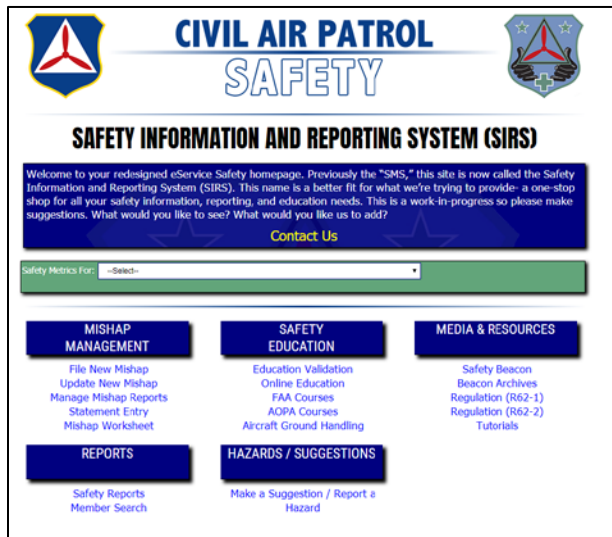 CIVIL AIR PATROL
SAFETY
SAFETY INFORMATION AND REPORTING SYSTEM (SIRS)
Welcome to your redesigned eService Safety homepage. Previously the "SMS," this site is now called the Safety
Information and Reporting System (SIRS). This name is a better fit for what we're trying to provide- a one-stop
shop for all your safety information, reporting, and education needs. This is a work-in-progress so please make
suggestions. What would you like to see? What would you like us to add?
Contact Us
Safety Metrics For: --Select--
MISHAP
MANAGEMENT
File New Mishap
Update New Mishap
Manage Mishap Reports
Statement Entry
Mishap Worksheet
SAFETY
EDUCATION
Education Validation
Online Education
FAA Courses
AOPA Courses
Aircraft Ground Handling
MEDIA & RESOURCES
Safety Beacon
Beacon Archives
Regulation (R62-1)
Regulation (R62-2)
Tutorials
REPORTS
Safety Reports
Member Search
HAZARDS / SUGGESTIONS
Make a Suggestion / Report a
Hazard